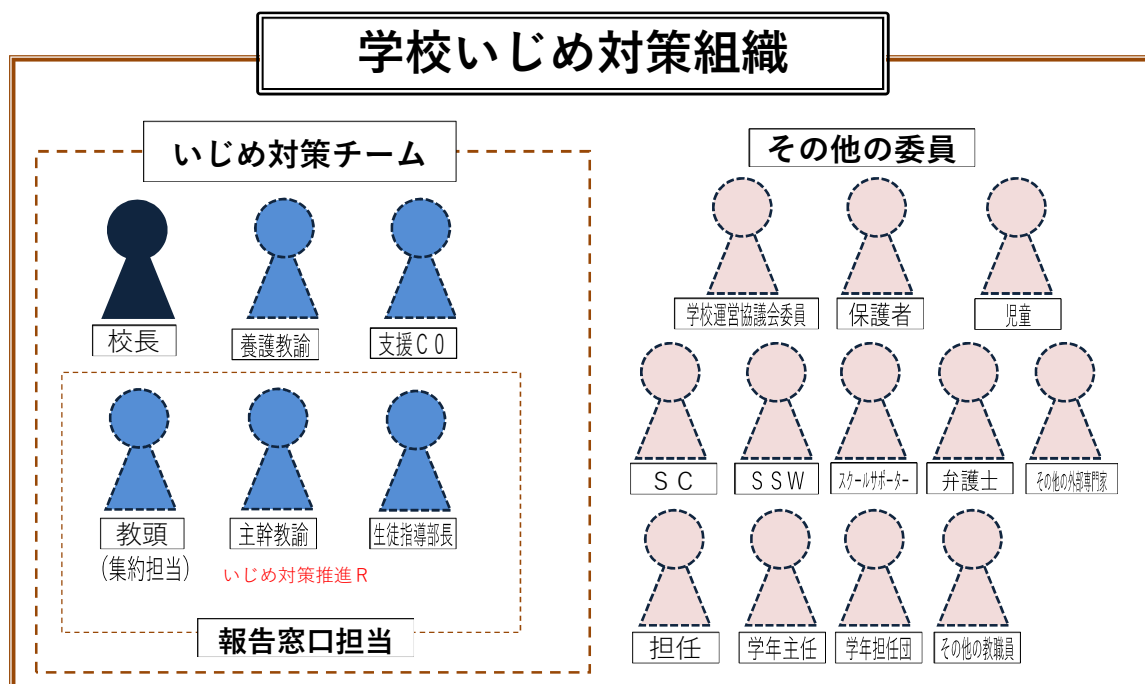 学校いじめ対策組織
いじめ対策チーム
その他の委員
校長
養護教諭
支援CO
学校運営協議会委員
保護者
児童
教頭
(集約担当)
主幹教諭
生徒指導部長
いじめ対策推進R
報告窓口担当
SC
SSW
スクールサポーター
弁護士
その他の外部専門家
担任
学年主任
学年担任団
その他の教職員